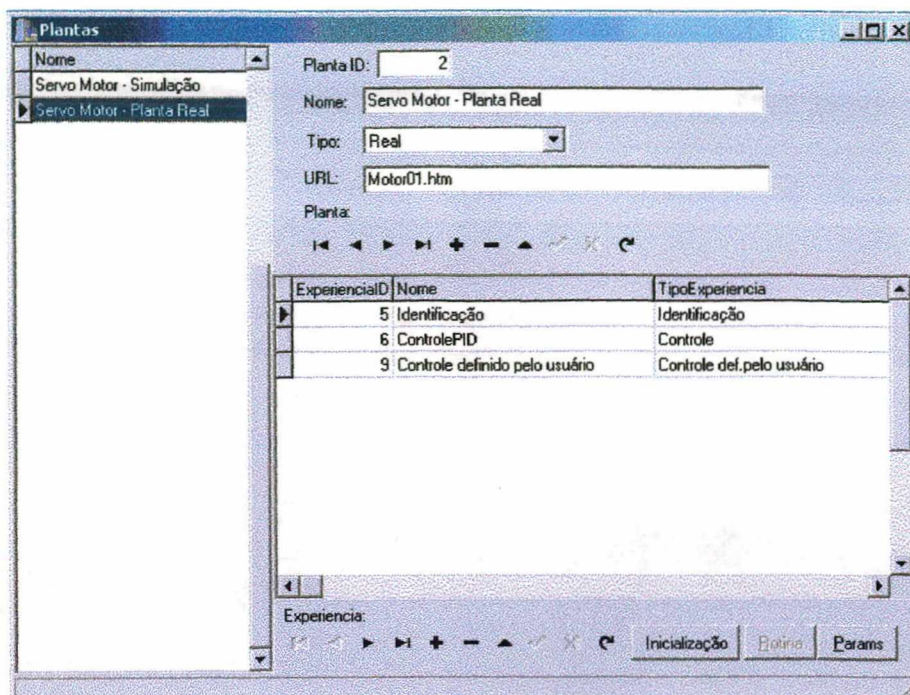 Plantas
Nome
Servo Motor - Simulação
Servo Motor - Planta Real
Planta ID: 2
Nome: Servo Motor - Planta Real
Tipo: Real
URL: Motor01.htm
Planta:
ExperienciaID Nome TipoExperiencia
5 Identificação Identificação
6 ControlePID Controle
9 Controle definido pelo usuário Controle def.pelo usuário
Experiencia:
Inicialização Rotina Params